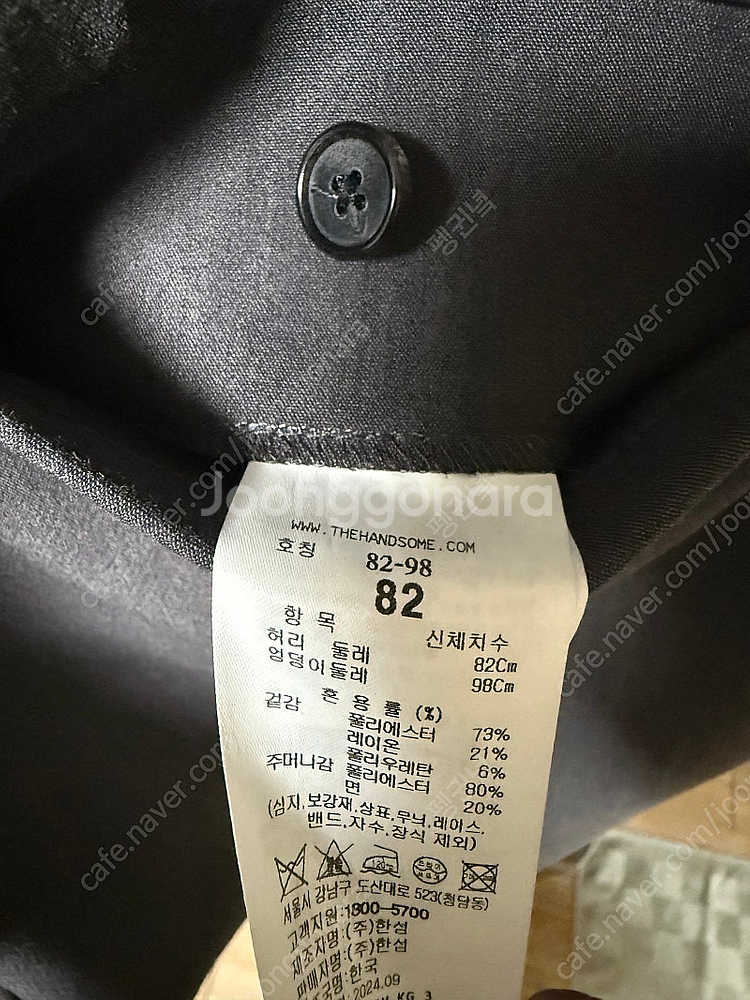 Joonggonara
WWW.THEHANDSOME.COM
호칭 82-98
82
항 목 신체치수
허리 둘레 82Cm
엉덩이둘레 98Cm
혼 용 률 (%)
겉감 폴리에스터 73%
레이온 21%
폴리우레탄 6%
주머니감 폴리에스터 80%
면 20%
(심지,보강재,상표,무늬,레이스,
밴드,자수,장식 제외)
서울시 강남구 도산대로 523(청담동)
고객지원:1800-5700
제조자명:(주)한섬
판매자명:(주)한섬
제조국명:한국
2024.09
KG 3
펭귄녁
cafe.naver.com/joonggonara